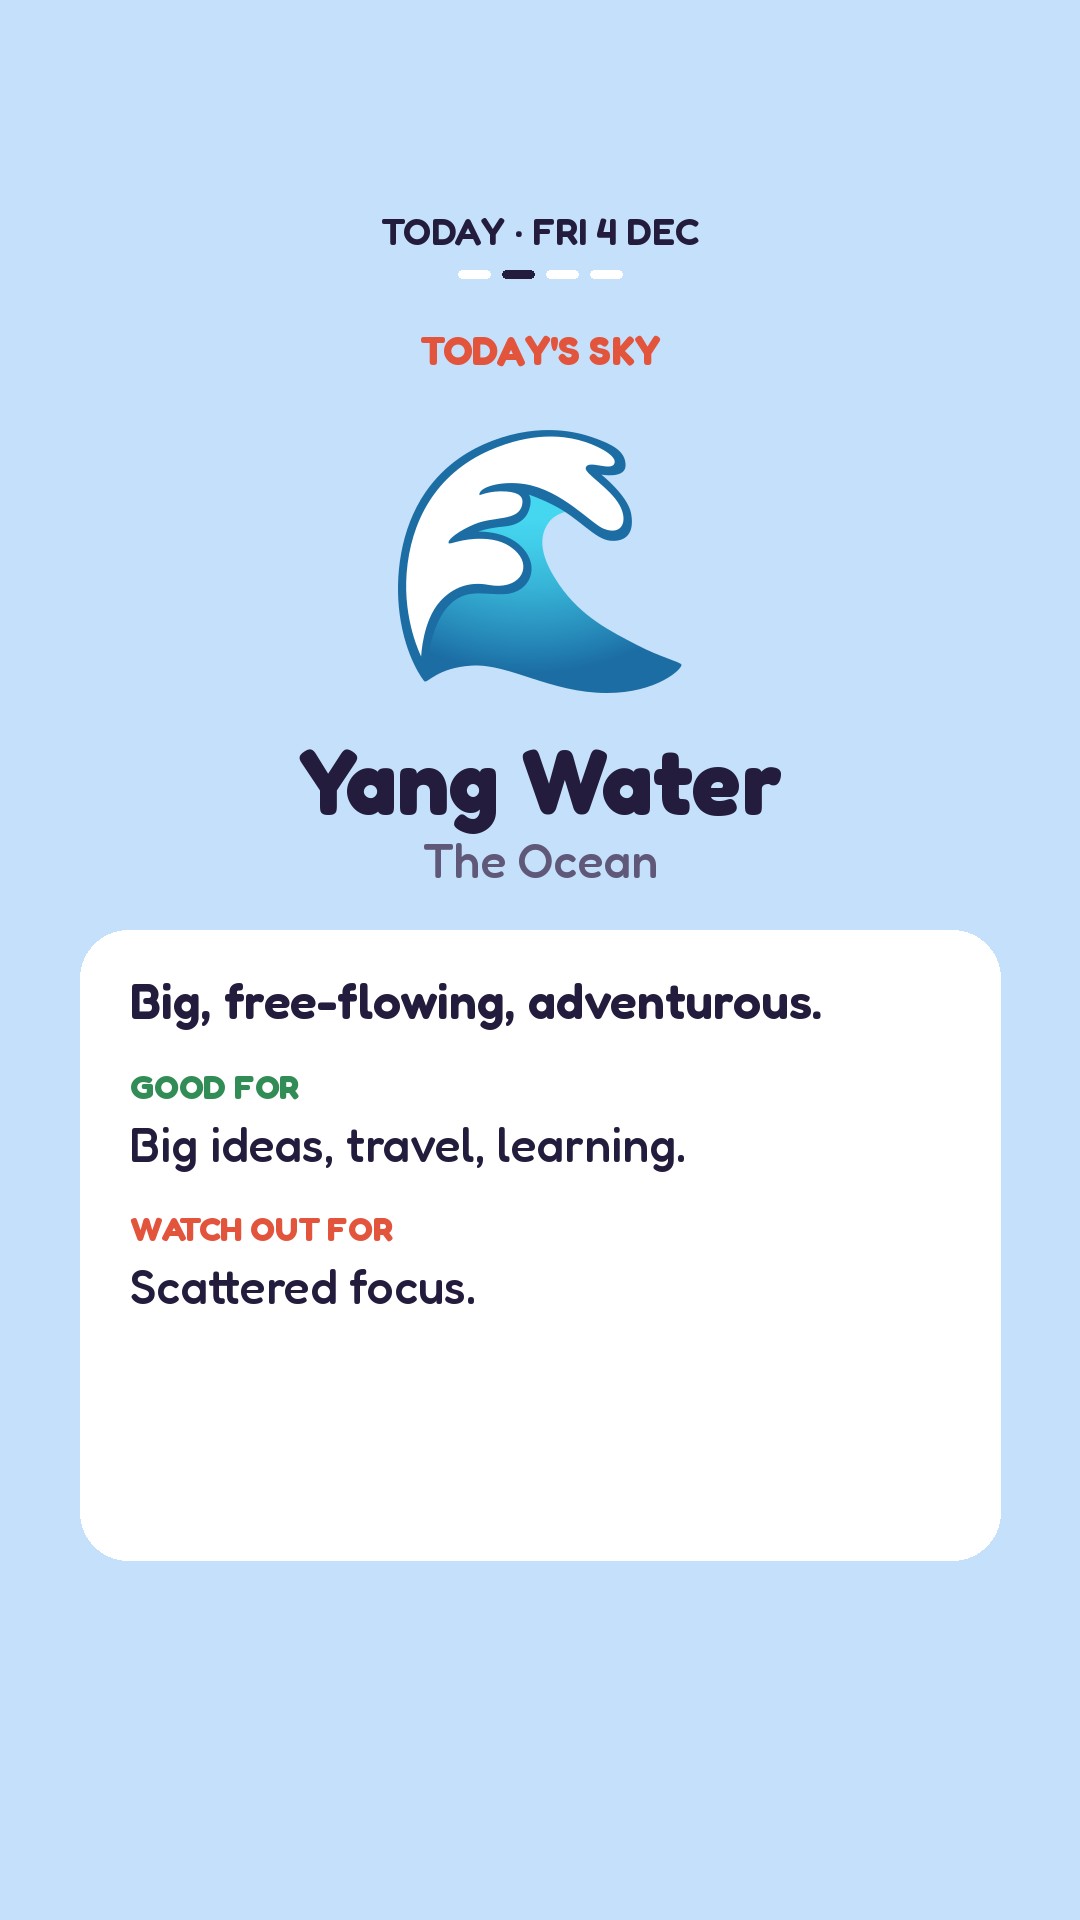 TODAY · FRI 4 DEC
TODAY'S SKY
Yang Water
The Ocean
Big, free-flowing, adventurous.
GOOD FOR
Big ideas, travel, learning.
WATCH OUT FOR
Scattered focus.